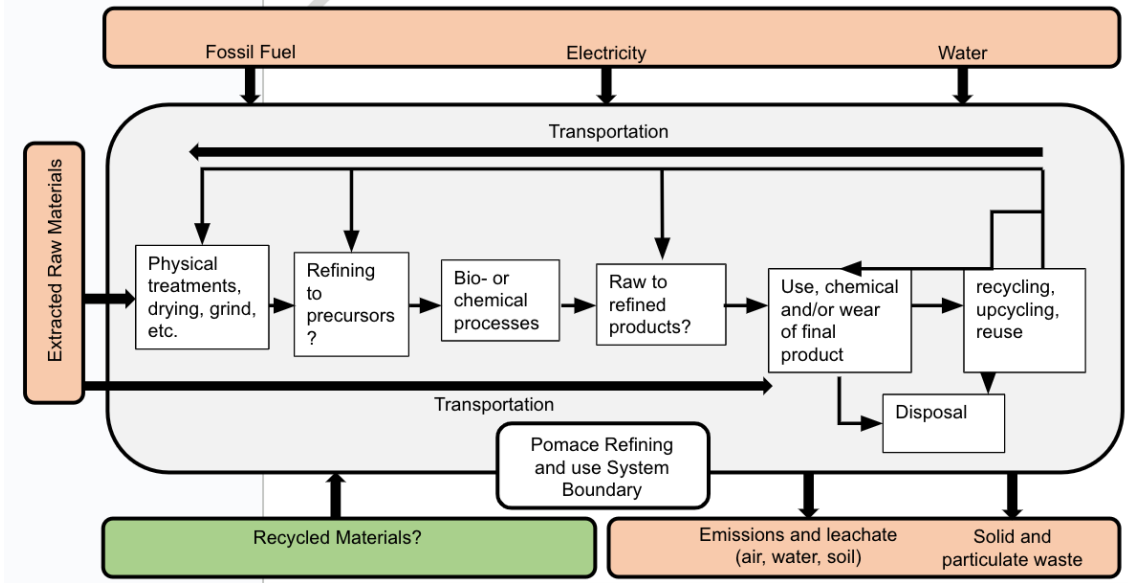 Fossil Fuel
Electricity
Water
Transportation
Extracted Raw Materials
Physical
treatments,
drying, grind,
etc.
Refining
to
precursors
?
Bio- or
chemical
processes
Raw to
refined
products?
Use, chemical
and/or wear
of final
product
recycling,
upcycling,
reuse
Transportation
Disposal
Pomace Refining
and use System
Boundary
Recycled Materials?
Emissions and leachate
(air, water, soil)
Solid and
particulate waste